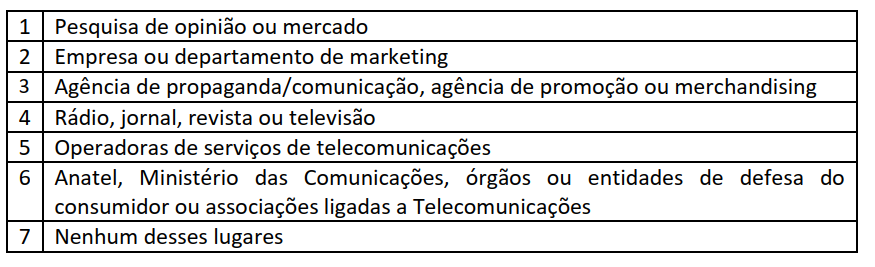 1 Pesquisa de opinião ou mercado
2 Empresa ou departamento de marketing
3 Agência de propaganda/comunicação, agência de promoção ou merchandising
4 Rádio, jornal, revista ou televisão
5 Operadoras de serviços de telecomunicações
6 Anatel, Ministério das Comunicações, órgãos ou entidades de defesa do
consumidor ou associações ligadas a Telecomunicações
7 Nenhum desses lugares